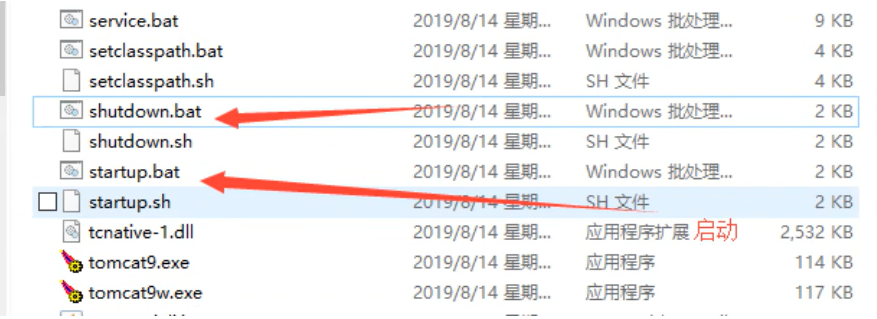 service.bat 2019/8/14 星期... Windows 批处理... 9 KB
setclasspath.bat 2019/8/14 星期... Windows 批处理... 4 KB
setclasspath.sh 2019/8/14 星期... SH 文件 4 KB
shutdown.bat 2019/8/14 星期... Windows 批处理... 2 KB
shutdown.sh 2019/8/14 星期... SH 文件 2 KB
startup.bat 2019/8/14 星期... Windows 批处理... 2 KB
startup.sh 2019/8/14 星期... SH 文件 2 KB
tcnative-1.dll 2019/8/14 星期... 应用程序扩展 启动 2,532 KB
tomcat9.exe 2019/8/14 星期... 应用程序 114 KB
tomcat9w.exe 2019/8/14 星期... 应用程序 117 KB